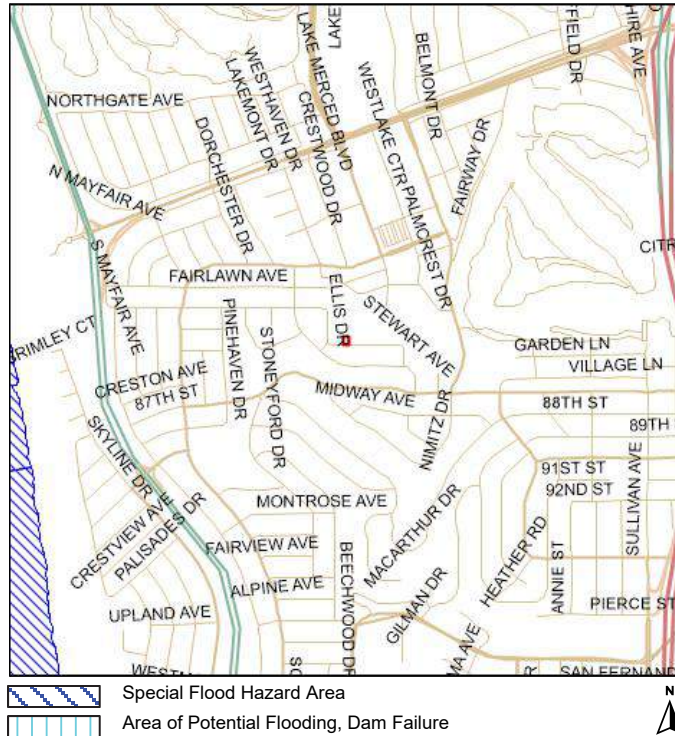 LAKE
FFIELD DR
HIRE AVE
LAKE MERCED BLVD
BELMONT DR
WESTHAVEN DR
LAKEMONT DR
WESTLAKE CTR
CRESTWOOD DR
NORTHGATE AVE
DORCHESTER DR
FAIRWAY DR
N MAYFAIR AVE
PALMCREST DR
S MAYFAIR AVE
CITR
FAIRLAWN AVE
ELLIS DR
STEWART AVE
PINEHAVEN DR
STONEYFORD DR
RIMLEY CT
GARDEN LN
VILLAGE LN
CRESTON AVE
87TH ST
MIDWAY AVE
88TH ST
NIMITZ DR
89TH
SKYLINE DR
91ST ST
92ND ST
SULLIVAN AVE
MONTROSE AVE
MACARTHUR DR
CRESTVIEW AVE
PALISADES DR
HEATHER RD
FAIRVIEW AVE
BEECHWOOD DR
ANNIE ST
ALPINE AVE
GILMAN DR
PIERCE ST
UPLAND AVE
MA AVE
SAN FERNAND
Special Flood Hazard Area
N
Area of Potential Flooding, Dam Failure